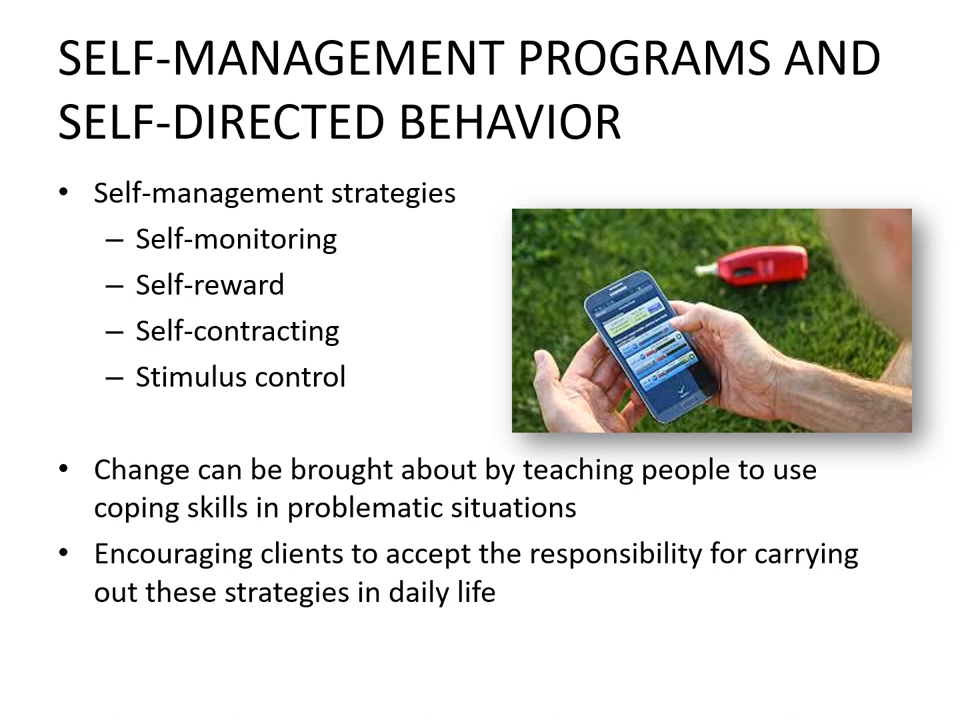 SELF-MANAGEMENT PROGRAMS AND
SELF-DIRECTED BEHAVIOR
• Self-management strategies
– Self-monitoring
– Self-reward
– Self-contracting
– Stimulus control
• Change can be brought about by teaching people to use
coping skills in problematic situations
• Encouraging clients to accept the responsibility for carrying
out these strategies in daily life